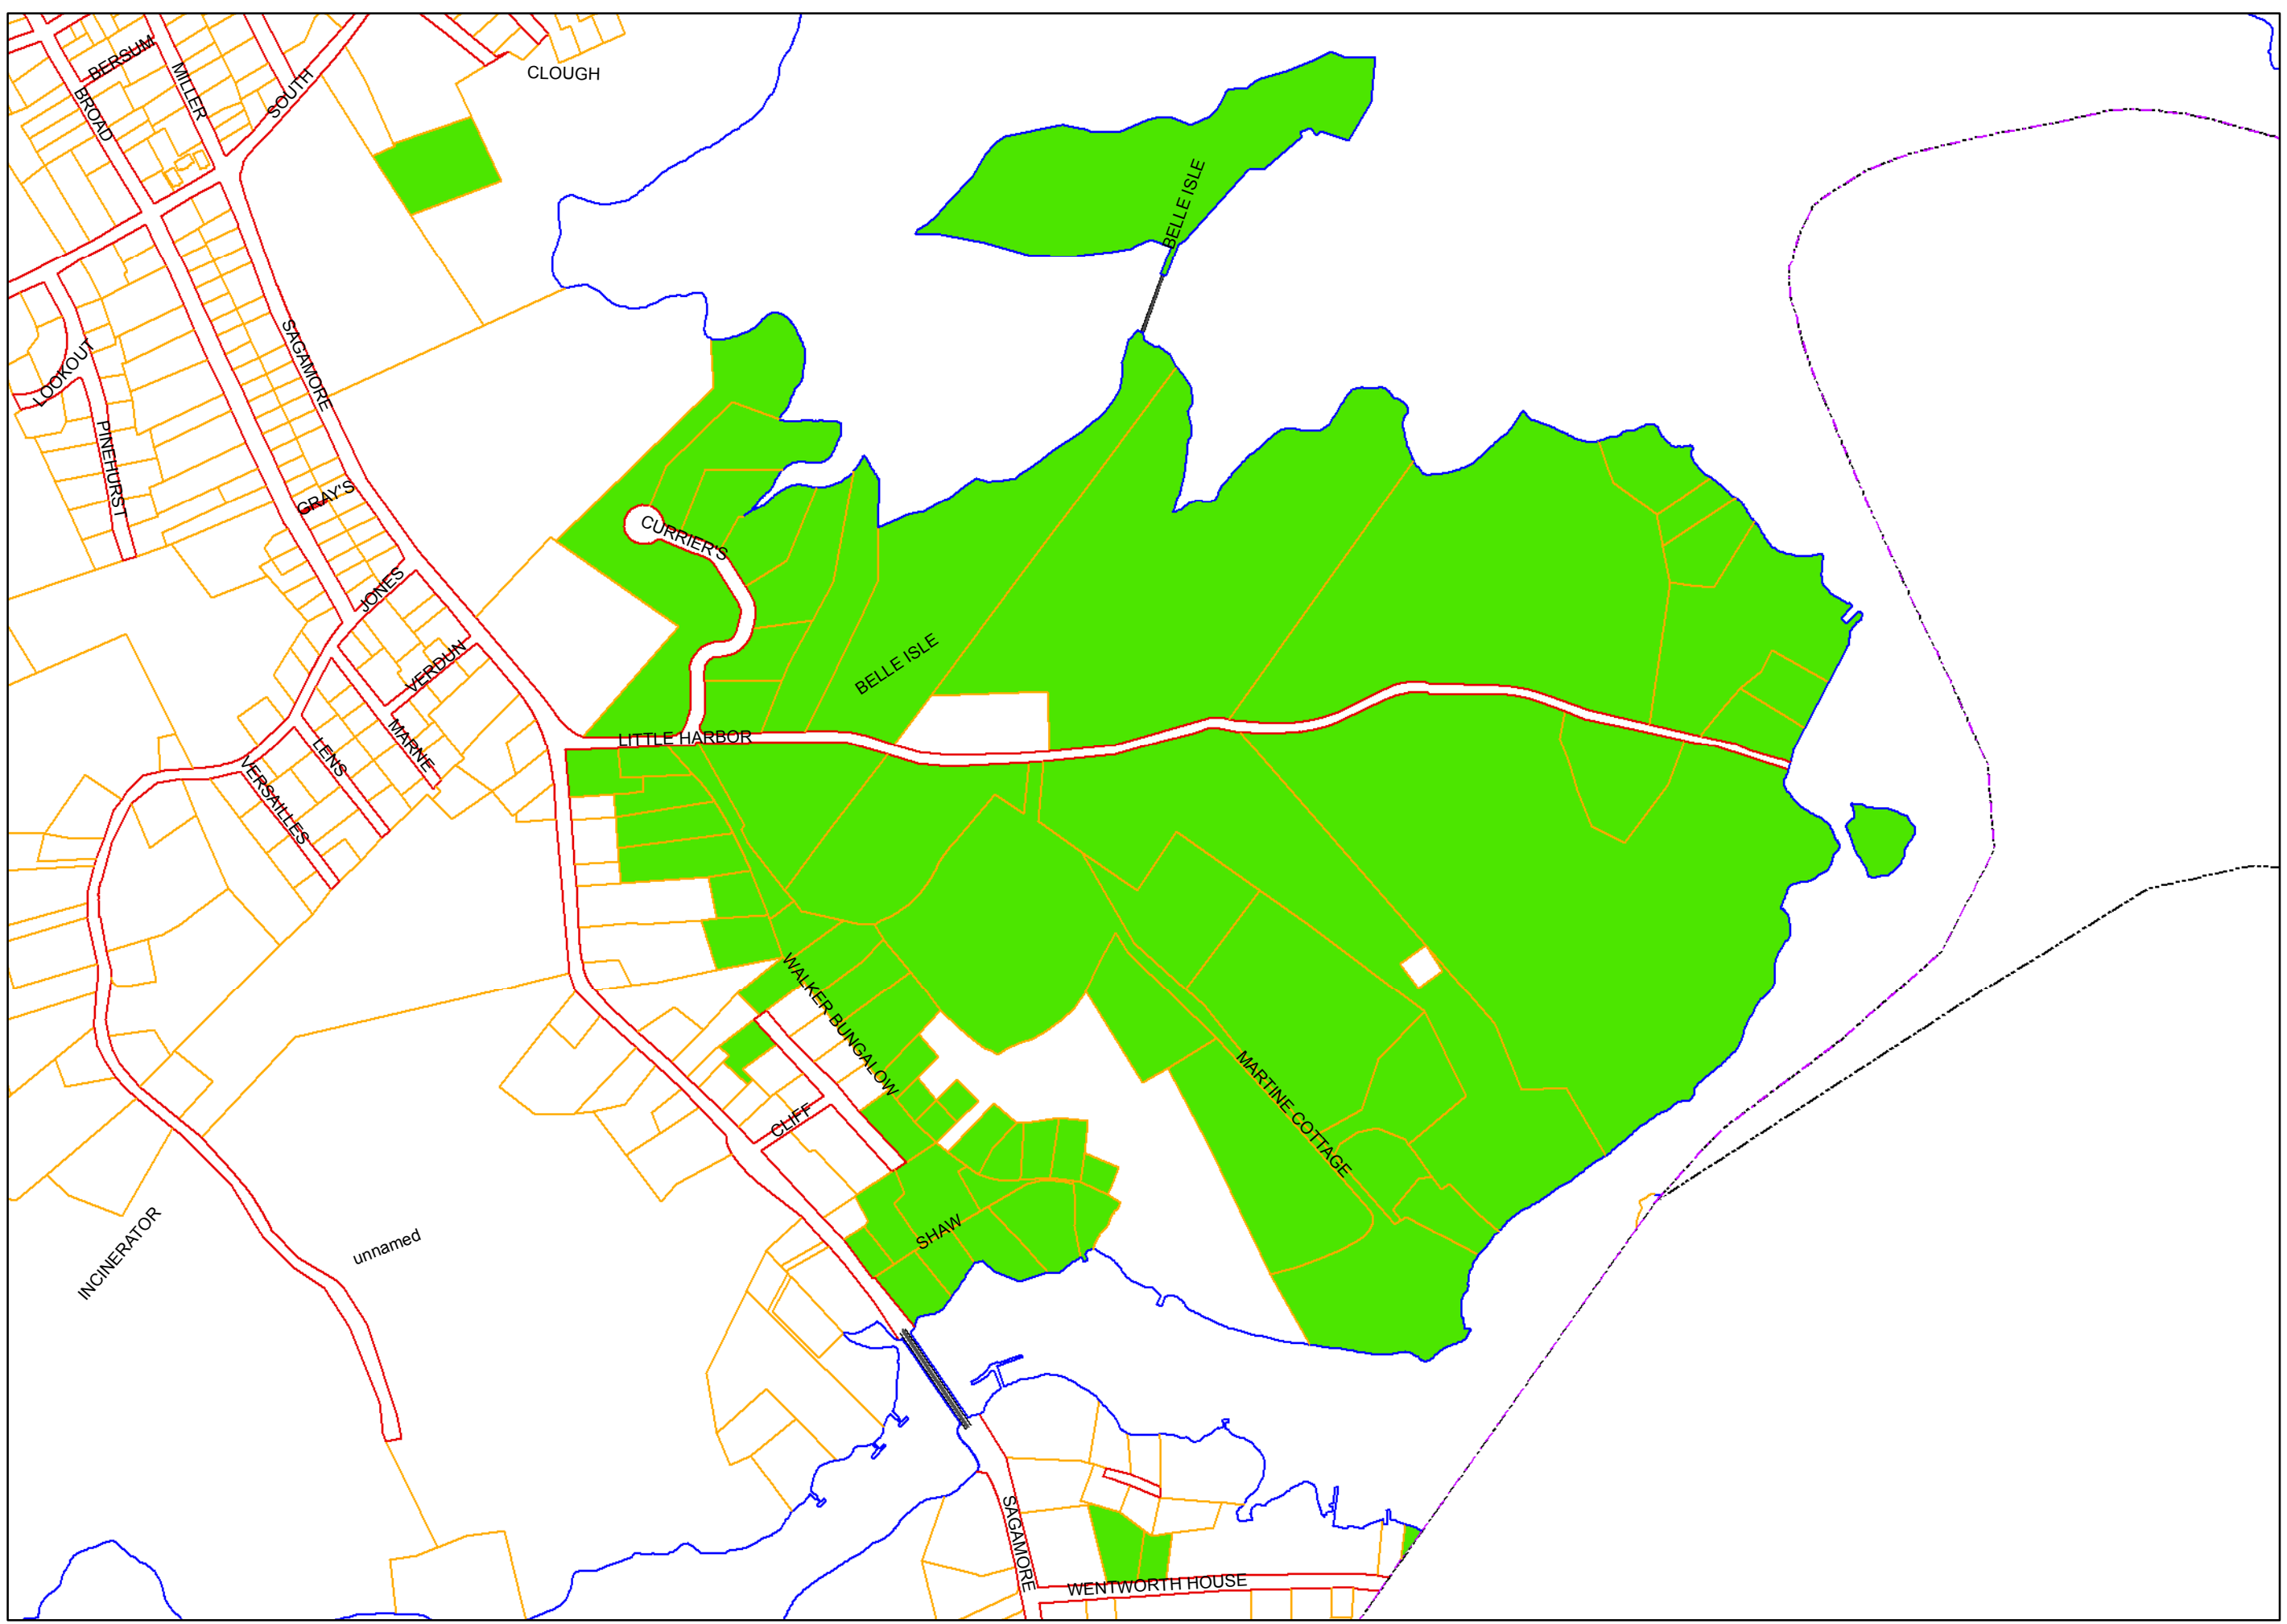 BERSUM
MILLER
SOUTH
CLOUGH
BROAD
BELLE ISLE
LOOKOUT
SAGAMORE
PINEHURST
GRAY'S
CURRIER'S
JONES
VERDUN
BELLE ISLE
MARNE
LITTLE HARBOR
LENS
VERSAILLES
WALKER BUNGALOW
CLIFF
MARTINE COTTAGE
SHAW
INCINERATOR
unnamed
SAGAMORE
WENTWORTH HOUSE